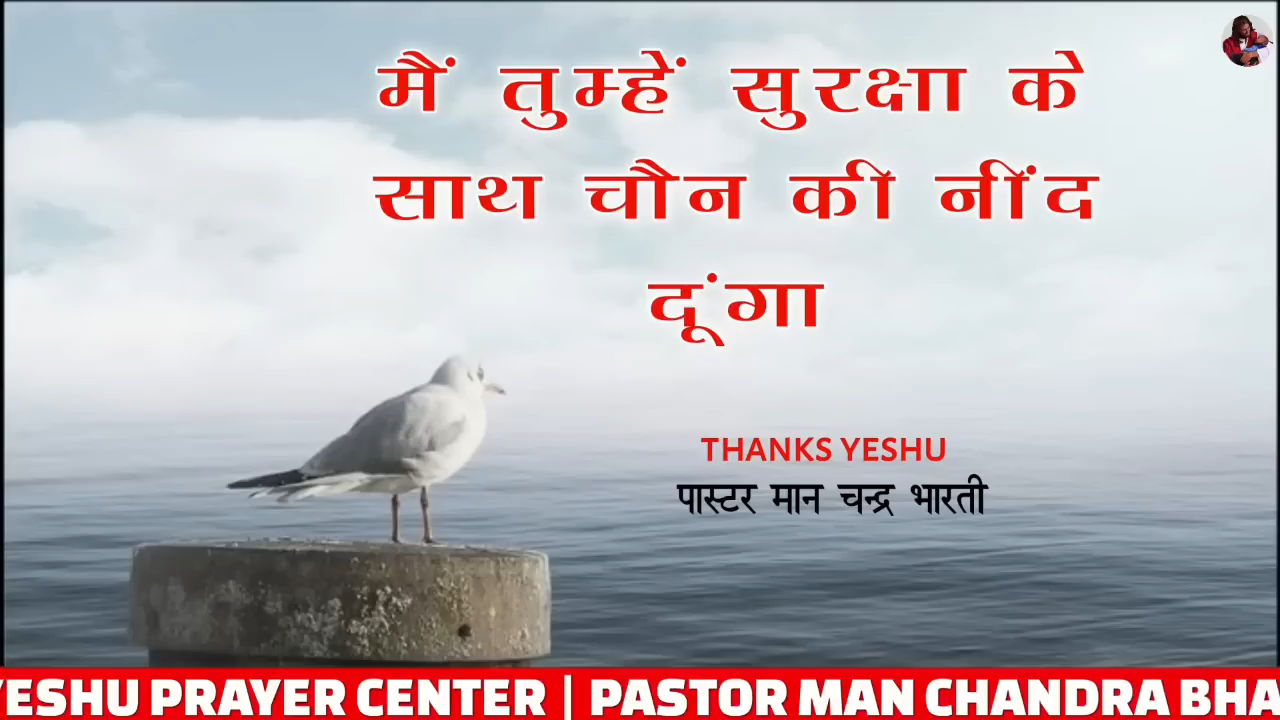 मैं तुम्हें सुरक्षा के
साथ चौन की नींद
दूंगा
THANKS YESHU
पास्टर मान चन्द्र भारती
YESHU PRAYER CENTER | PASTOR MAN CHANDRA BHA